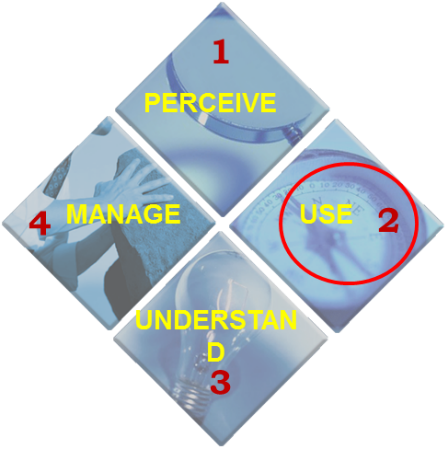 1
PERCEIVE
4 MANAGE
USE 2
UNDERSTAN
D
3